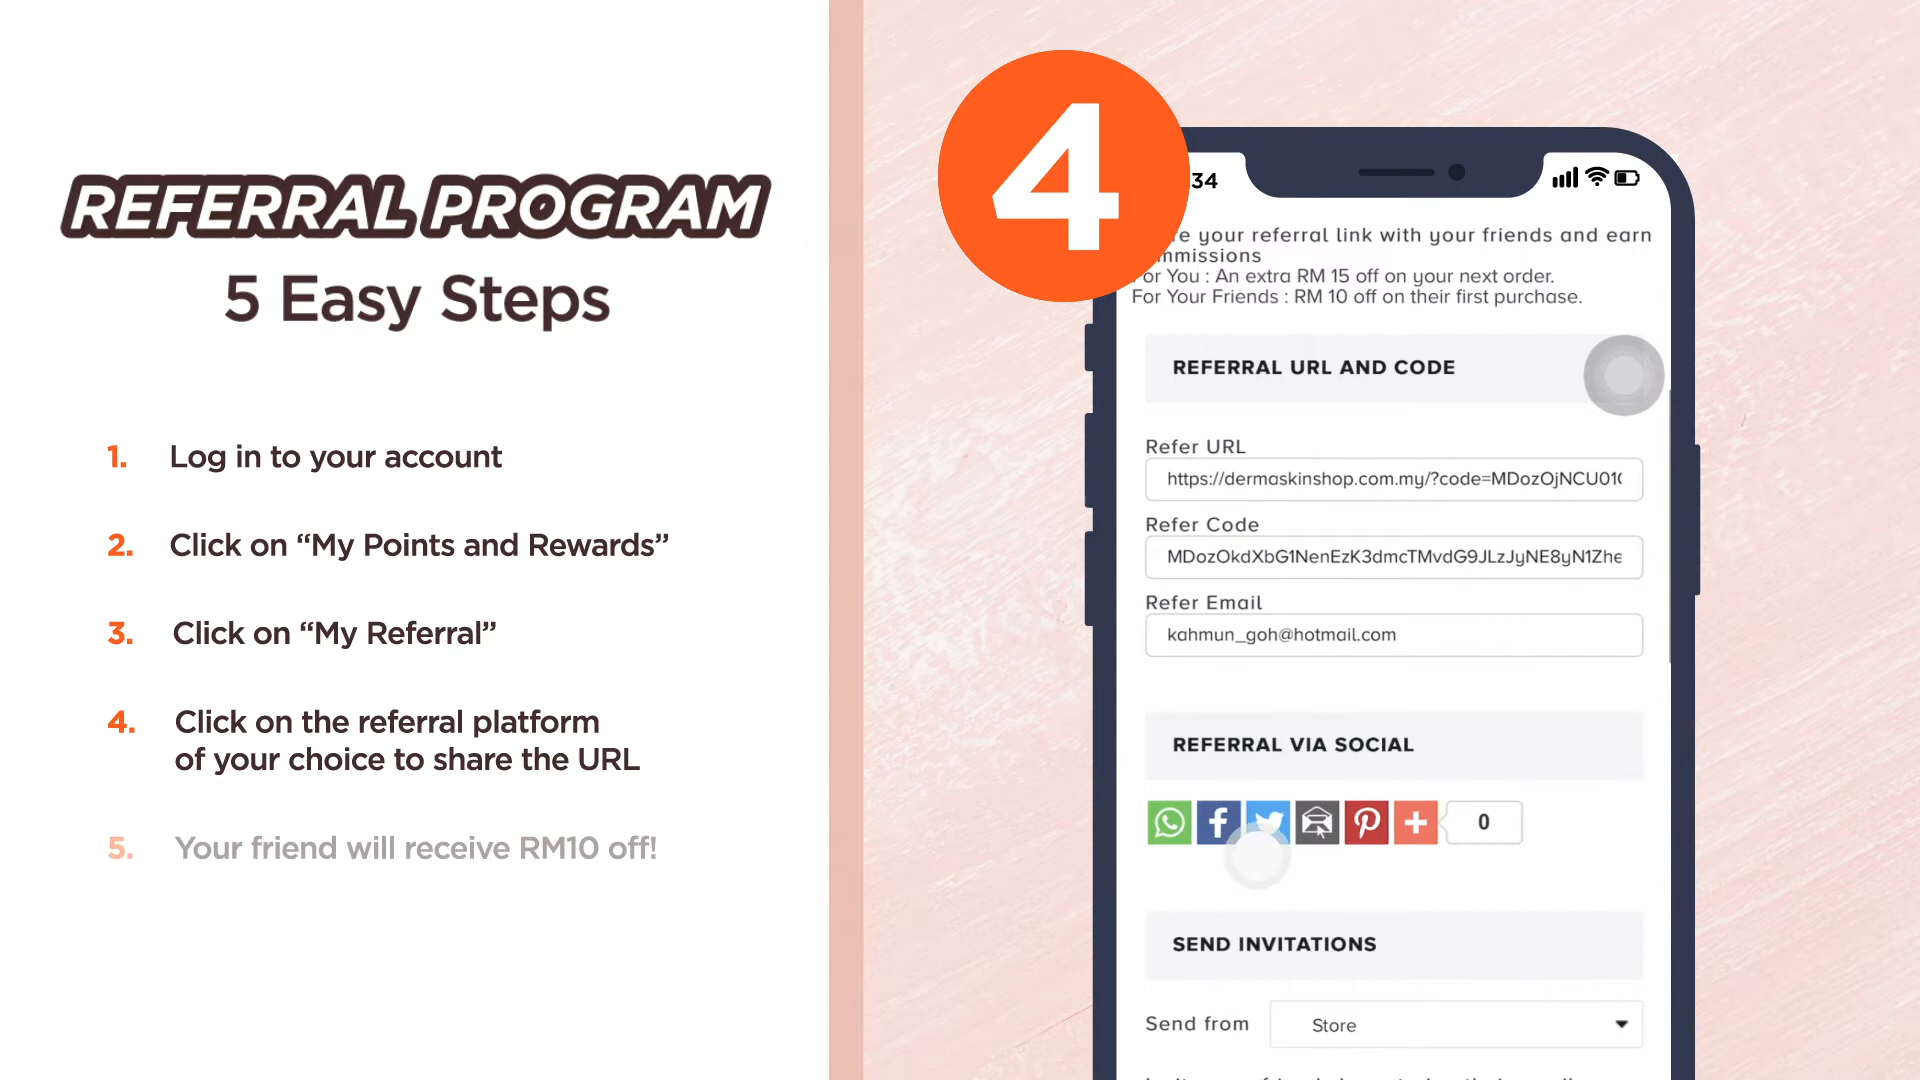 REFERRAL PROGRAM
5 Easy Steps
1. Log in to your account
2. Click on “My Points and Rewards”
3. Click on “My Referral”
4. Click on the referral platform
of your choice to share the URL
5. Your friend will receive RM10 off!
4
34
your referral link with your friends and earn
For You : An extra RM 15 off on your next order.
For Your Friends : RM 10 off on their first purchase.
REFERRAL URL AND CODE
Refer URL
https://dermaskinshop.com.my/?code=MDozOjNCU01
Refer Code
MDozOkdXbG1NenEzK3dmcTMvdG9JLzJyNE8yN1Zhe
Refer Email
kahmun_goh@hotmail.com
REFERRAL VIA SOCIAL
0
SEND INVITATIONS
Send from Store